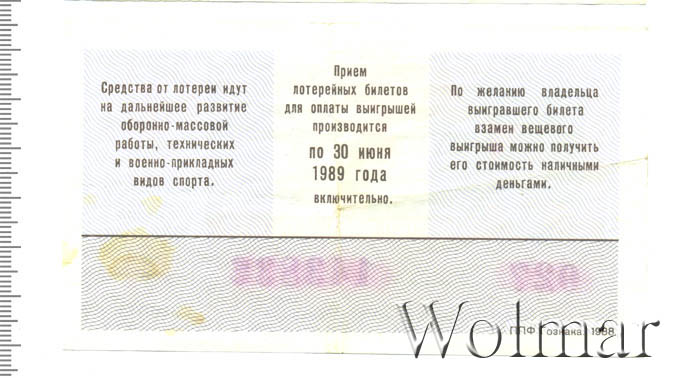 Средства от лотереи идут
на дальнейшее развитие
оборонно-массовой
работы, технических
и военно-прикладных
видов спорта.
Прием
лотерейных билетов
для оплаты выигрышей
производится
по 30 июня
1989 года
включительно.
По желанию владельца
выигравшего билета
взамен вещевого
выигрыша можно получить
его стоимость наличными
деньгами.
ППФ Гознака. 1988.
Wolmar